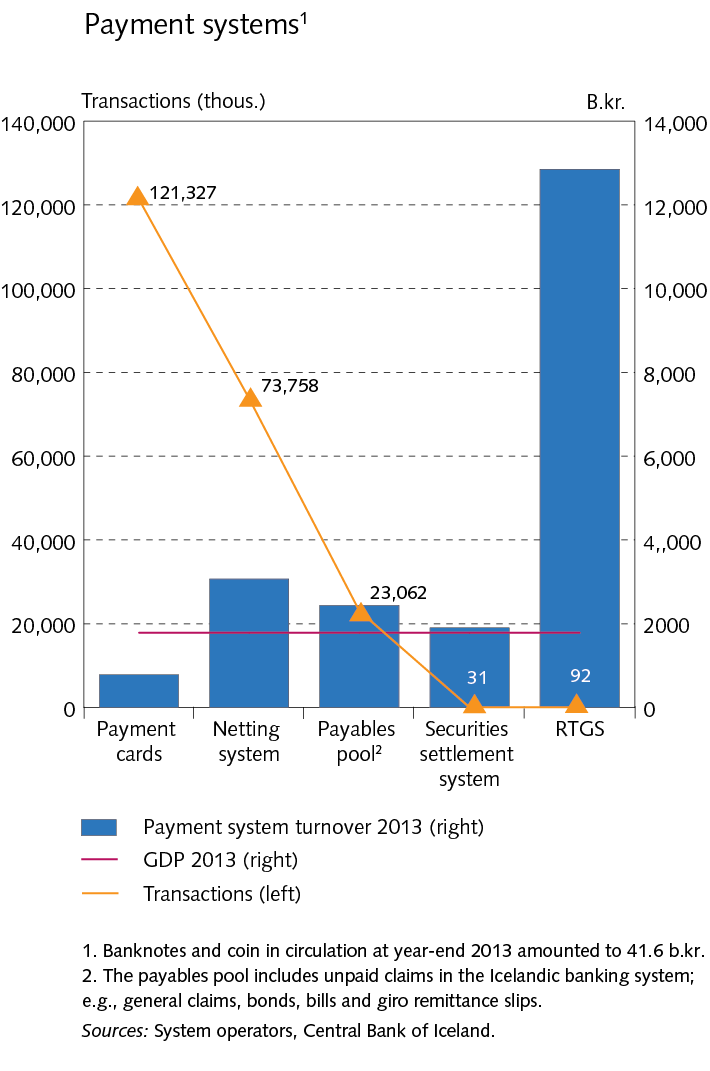 Payment systems¹
Transactions (thous.) B.kr.
140,000 14,000
121,327
120,000 12,000
100,000 10,000
80,000 8,000
73,758
60,000 6,000
40,000 4,,000
23,062
20,000 2000
31 92
0 0
Payment Netting Payables Securities RTGS
cards system pool² settlement
system
Payment system turnover 2013 (right)
GDP 2013 (right)
Transactions (left)
1. Banknotes and coin in circulation at year-end 2013 amounted to 41.6 b.kr.
2. The payables pool includes unpaid claims in the Icelandic banking system;
e.g., general claims, bonds, bills and giro remittance slips.
Sources: System operators, Central Bank of Iceland.